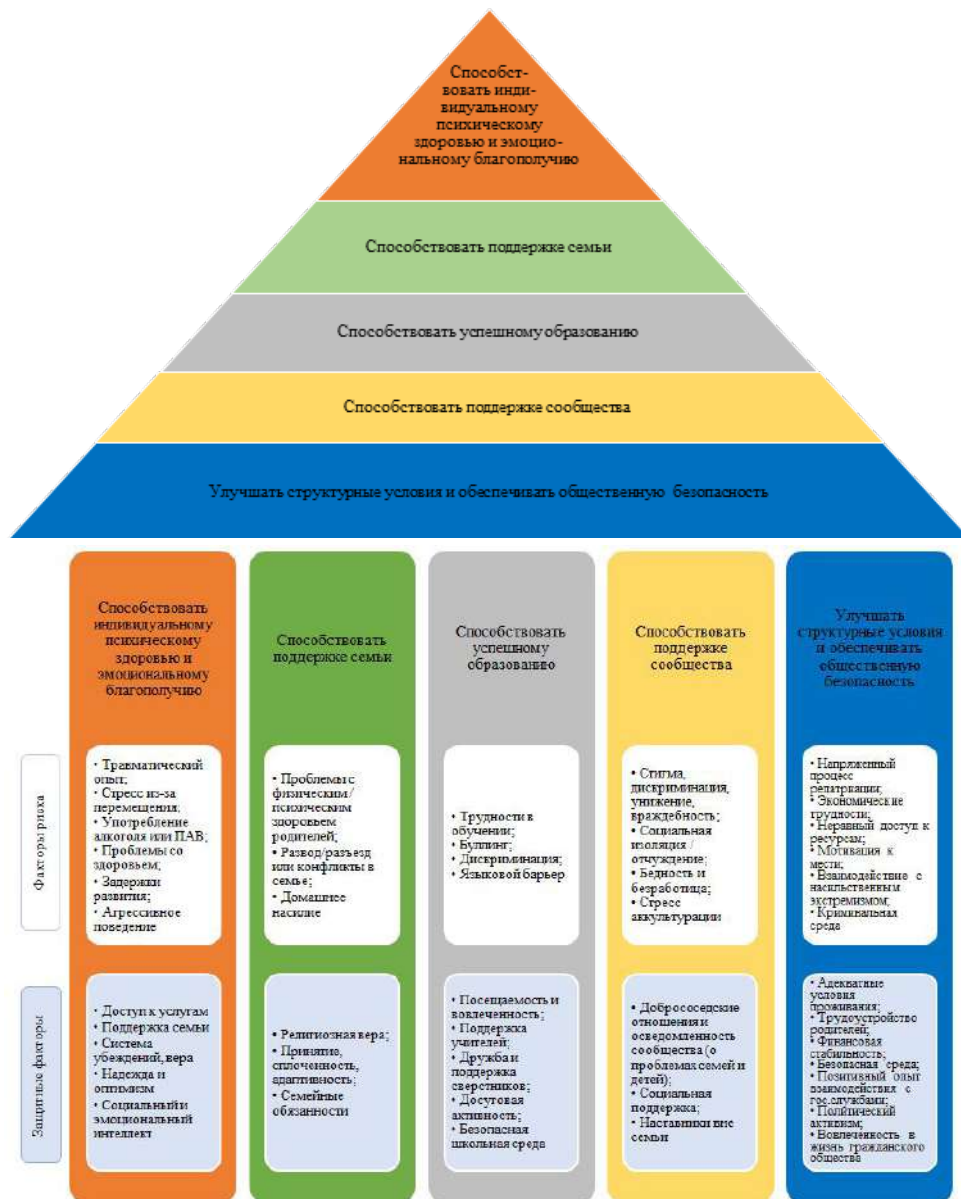 Способст-
вовать инди-
видуальному
психическому
здоровью и эмоцио-
нальному благополучию
Способствовать поддержке семьи
Способствовать успешному образованию
Способствовать поддержке сообщества
Улучшать структурные условия и обеспечивать общественную безопасность
Способствовать
индивидуальному
психическому
здоровью и
эмоциональному
благополучию
Способствовать
поддержке семьи
Способствовать
успешному
образованию
Способствовать
поддержке
сообщества
Улучшать
структурные условия
и обеспечивать
общественную
безопасность
Факторы риска
• Травматический
опыт;
• Стресс из-за
перемещения;
• Употребление
алкоголя или ПАВ;
• Проблемы со
здоровьем;
• Задержки
развития;
• Агрессивное
поведение
• Проблемы с
физическим /
психическим
здоровьем
родителей;
• Развод/разъезд
или конфликты в
семье;
• Домашнее
насилие
• Трудности в
обучении;
• Буллинг;
• Дискриминация;
• Языковой барьер
• Стигма,
дискриминация,
унижение,
враждебность;
• Социальная
изоляция /
отчуждение;
• Бедность и
безработица;
• Стресс
аккультурации
• Напряженный
процесс
репатриации;
• Экономические
трудности;
• Неравный доступ к
ресурсам;
• Мотивация к
мести;
• Взаимодействие с
насильственным
экстремизмом;
• Криминальная
среда
Защитные факторы
• Доступ к услугам
• Поддержка семьи
• Система
убеждений, вера
• Надежда и
оптимизм
• Социальный и
эмоциональный
интеллект
• Религиозная вера;
• Принятие,
сплоченность,
адаптивность;
• Семейные
обязанности
• Посещаемость и
вовлеченность;
• Поддержка
учителей;
• Дружба и
поддержка
сверстников;
• Досуговая
активность;
• Безопасная
школьная среда
• Добрососедские
отношения и
осведомленность
сообщества (о
проблемах семей и
детей);
• Социальная
поддержка;
• Наставники вне
семьи
• Адекватные
условия
проживания;
• Трудоустройство
родителей;
• Финансовая
стабильность;
• Безопасная среда;
• Позитивный опыт
взаимодействия с
гос.службами;
• Политический
активизм;
• Вовлеченность в
жизнь гражданского
общества